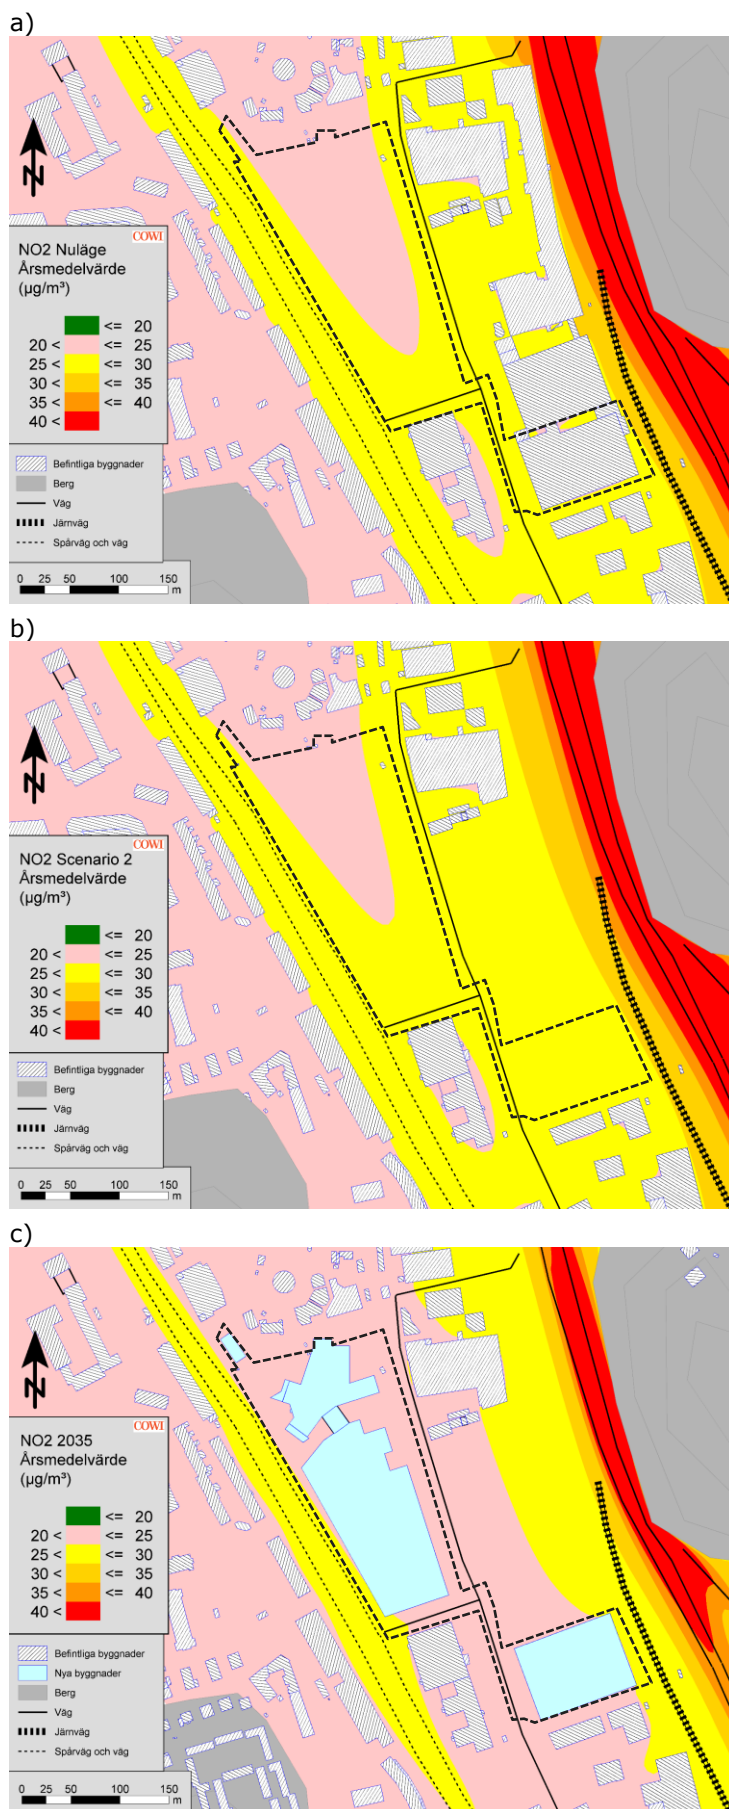 a)
N
COWI
NO2 Nuläge
Årsmedelvärde
(µg/m³)
<= 20
20 < <= 25
25 < <= 30
30 < <= 35
35 < <= 40
40 <
Befintliga byggnader
Berg
Väg
Järnväg
Spårväg och väg
0 25 50 100 150
m
b)
N
COWI
NO2 Scenario 2
Årsmedelvärde
(µg/m³)
<= 20
20 < <= 25
25 < <= 30
30 < <= 35
35 < <= 40
40 <
Befintliga byggnader
Berg
Väg
Järnväg
Spårväg och väg
0 25 50 100 150
m
c)
N
COWI
NO2 2035
Årsmedelvärde
(µg/m³)
<= 20
20 < <= 25
25 < <= 30
30 < <= 35
35 < <= 40
40 <
Befintliga byggnader
Nya byggnader
Berg
Väg
Järnväg
Spårväg och väg
0 25 50 100 150
m